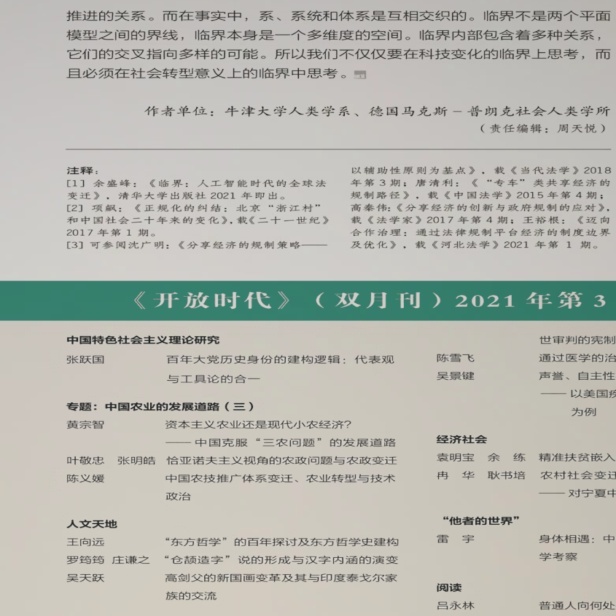 推进的关系。而在事实中，系、系统和体系是互相交织的。临界不是两个平面
模型之间的界线，临界本身是一个多维度的空间。临界内部包含着多种关系，
它们的交叉指向多样的可能。所以我们不仅仅要在科技变化的临界上思考，而
且必须在社会转型意义上的临界中思考。
作者单位：牛津大学人类学系、德国马克斯－普朗克社会人类学所
（责任编辑：周天悦）
注释：
[1] 余盛峰：《临界：人工智能时代的全球法
变迁》，清华大学出版社 2021 年即出。
[2] 项飙：《正规化的纠结：北京“浙江村”
和中国社会二十年来的变化》，载《二十一世纪》
2017 年第 1 期。
[3] 可参阅沈广明：《分享经济的规制策略——
以辅助性原则为基点》，载《当代法学》2018
年第 3 期；唐清利：《“专车”类共享经济的
规制路径》，载《中国法学》2015 年第 4 期；
高秦伟：《分享经济的创新与政府规制的应对》，
载《法学家》2017 年第 4 期；王裕根：《迈向
合作治理：通过法律规制平台经济的制度边界
及优化》，载《河北法学》2021 年第 1 期。
《开放时代》（双月刊）2021 年第 3
中国特色社会主义理论研究
张跃国 百年大党历史身份的建构逻辑：代表观
与工具论的合一
专题：中国农业的发展道路（三）
黄宗智 资本主义农业还是现代小农经济？
—— 中国克服“三农问题”的发展道路
叶敬忠 张明皓 恰亚诺夫主义视角的农政问题与农政变迁
陈义媛 中国农技推广体系变迁、农业转型与技术
政治
人文天地
王向远 “东方哲学”的百年探讨及东方哲学史建构
罗筠筠 庄谦之 “仓颉造字”说的形成与汉字内涵的演变
吴天跃 高剑父的新国画变革及其与印度泰戈尔家
族的交流
世审判的宪制
陈雪飞 通过医学的治
吴景键 声誉、自主性
—— 以美国疾
为例
经济社会
袁明宝 余练 精准扶贫嵌入
冉华 耿书培 农村社会变迁
—— 对宁夏中
“他者的世界”
雷宇 身体相遇：中
学考察
阅读
吕永林 普通人向何处